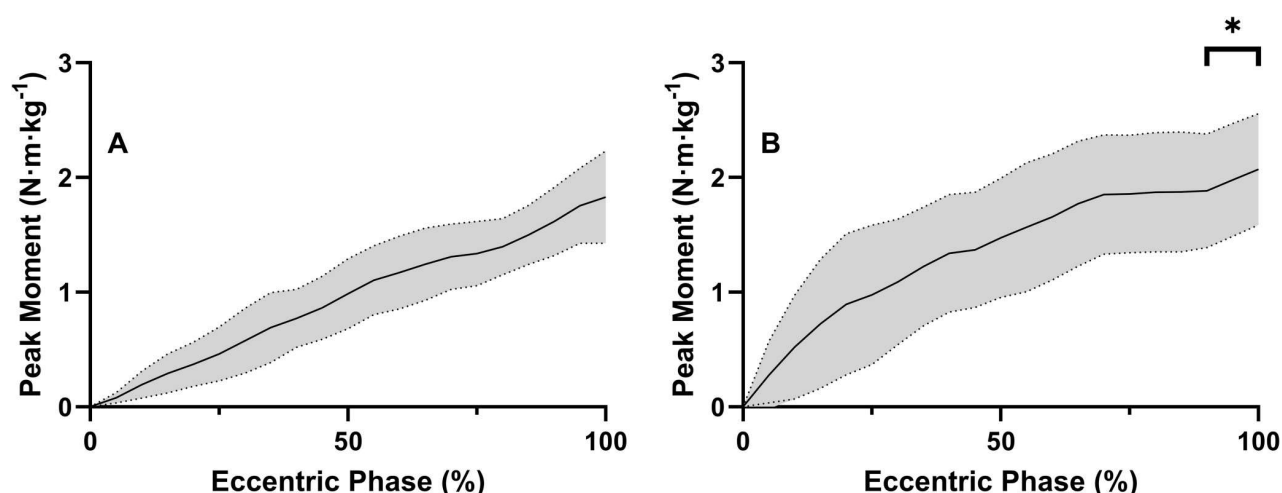 A
Peak Moment (N·m·kg⁻¹)
3
2
1
0
0
50
100
Eccentric Phase (%)
B
*
Peak Moment (N·m·kg⁻¹)
3
2
1
0
0
50
100
Eccentric Phase (%)